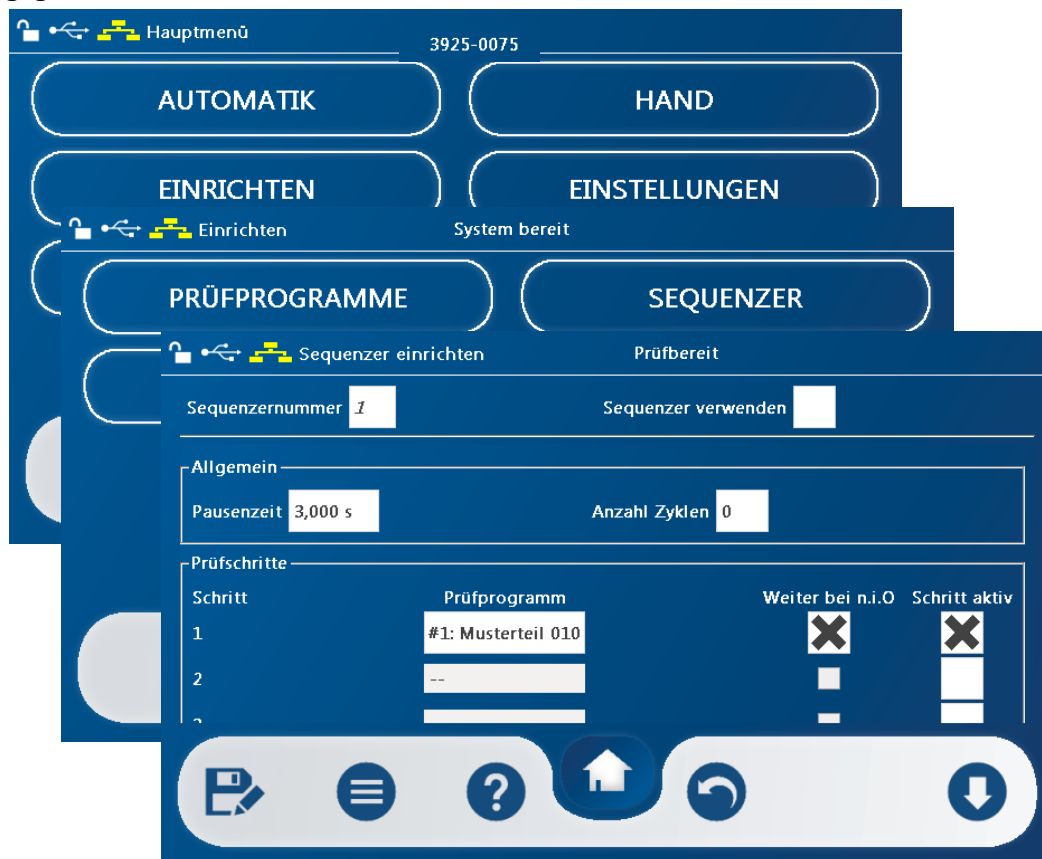 Hauptmenü
3925-0075
AUTOMATIK HAND
EINRICHTEN EINSTELLUNGEN
Einrichten System bereit
PRÜFPROGRAMME SEQUENZER
Sequenzer einrichten Prüfbereit
Sequenzernummer 1 Sequenzer verwenden
Allgemein
Pausenzeit 3,000 s Anzahl Zyklen 0
Prüfschritte
Schritt Prüfprogramm Weiter bei n.i.O Schritt aktiv
1 #1: Musterteil 010
2 --
?